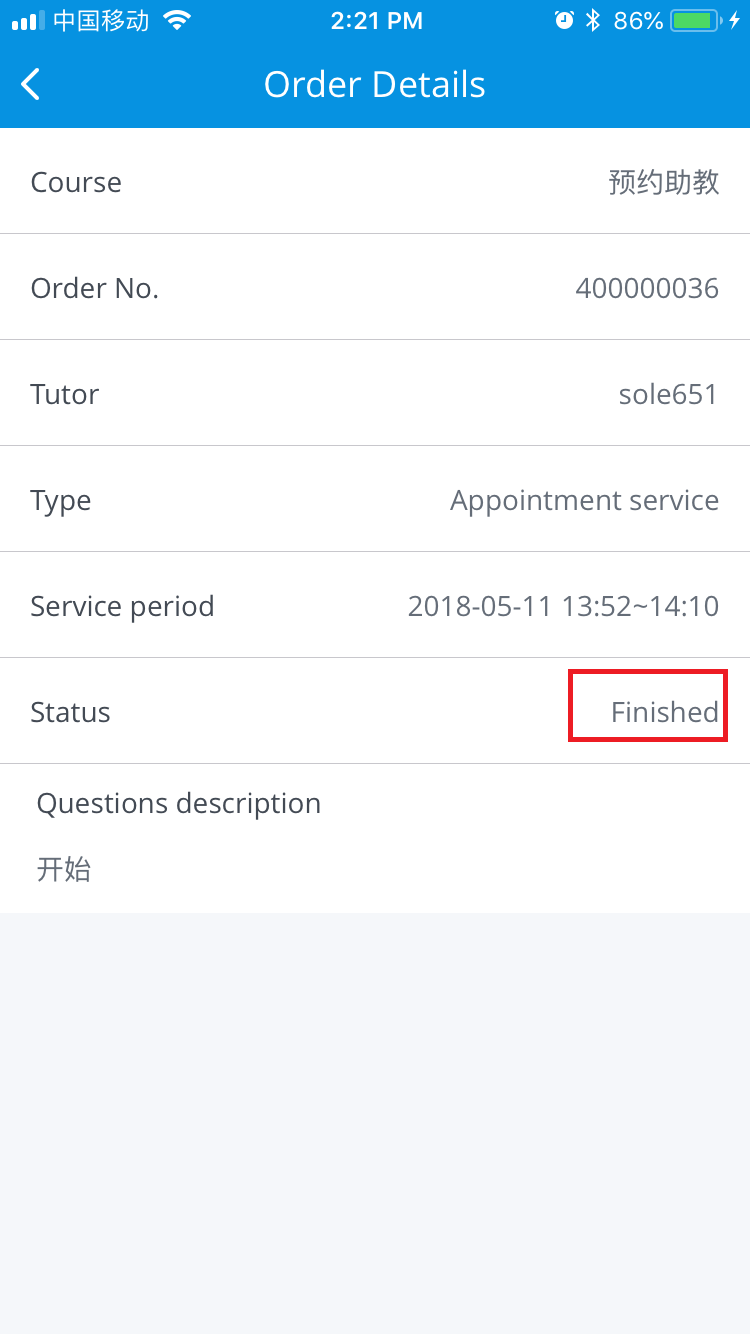 中国移动 2:21 PM 86%
Order Details
Course 预约助教
Order No. 400000036
Tutor sole651
Type Appointment service
Service period 2018-05-11 13:52~14:10
Status Finished
Questions description
开始